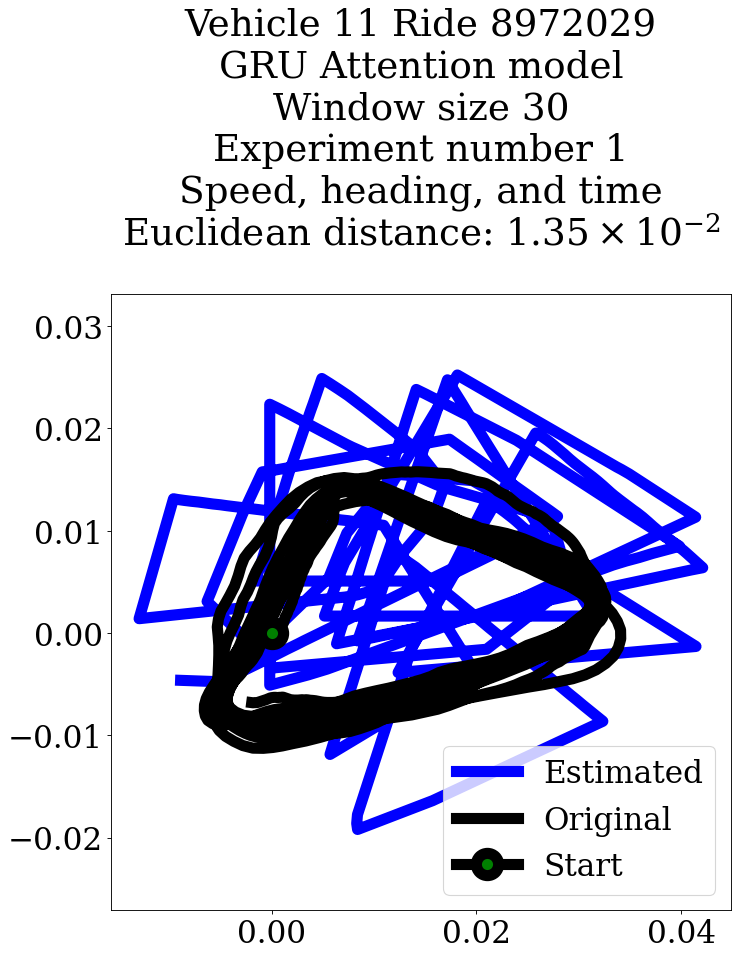 Vehicle 11 Ride 8972029
GRU Attention model
Window size 30
Experiment number 1
Speed, heading, and time
Euclidean distance: 1.35 × 10⁻²
0.03
0.02
0.01
0.00
−0.01
−0.02
Estimated
Original
Start
0.00 0.02 0.04